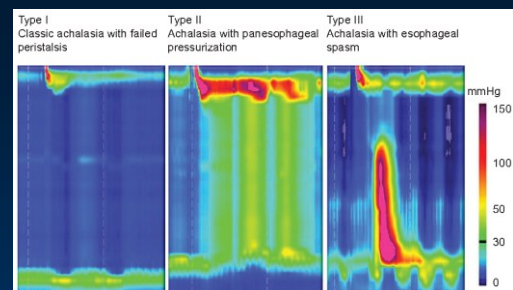 Type I
Classic achalasia with failed
peristalsis
Type II
Achalasia with panesophageal
pressurization
Type III
Achalasia with esophageal
spasm
mmHg
150
100
50
30
0